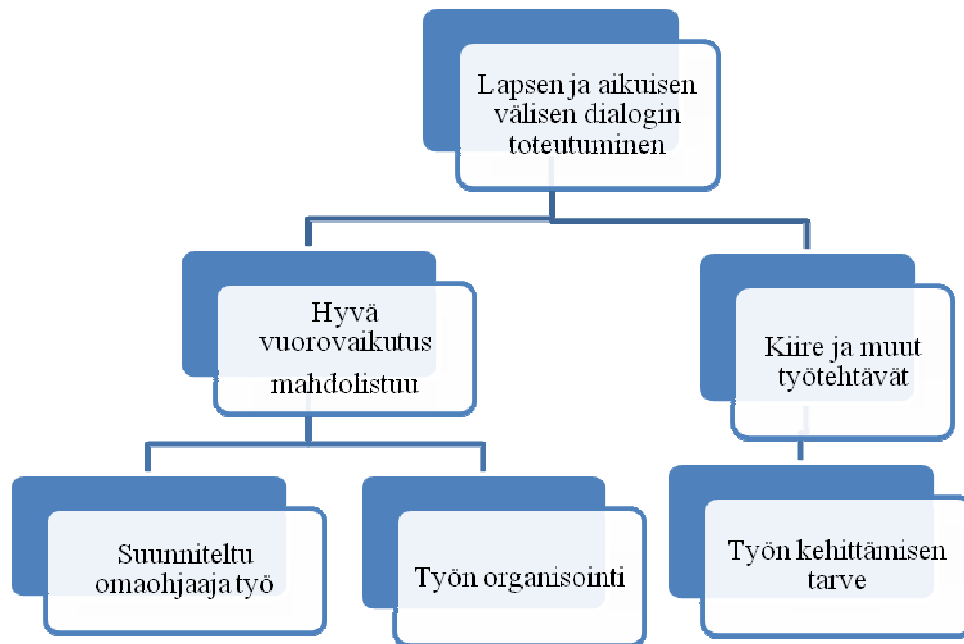 Lapsen ja aikuisen
välisen dialogin
toteutuminen
Hyvä
vuorovaikutus
mahdolistuu
Kiire ja muut
työtehtävät
Suunniteltu
omaohjaaja työ
Työn organisointi
Työn kehittämisen
tarve